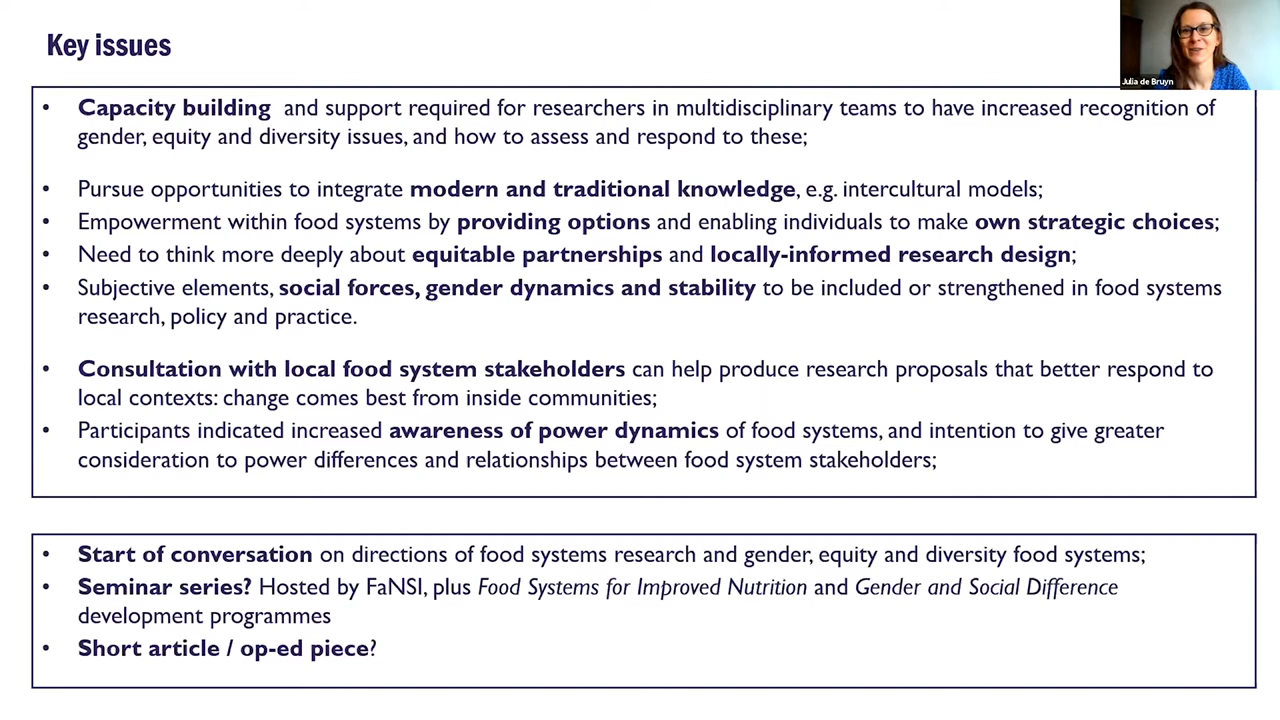 Key issues
Julia de Bruyn
• Capacity building and support required for researchers in multidisciplinary teams to have increased recognition of
gender, equity and diversity issues, and how to assess and respond to these;
• Pursue opportunities to integrate modern and traditional knowledge, e.g. intercultural models;
• Empowerment within food systems by providing options and enabling individuals to make own strategic choices;
• Need to think more deeply about equitable partnerships and locally-informed research design;
• Subjective elements, social forces, gender dynamics and stability to be included or strengthened in food systems
research, policy and practice.
• Consultation with local food system stakeholders can help produce research proposals that better respond to
local contexts: change comes best from inside communities;
• Participants indicated increased awareness of power dynamics of food systems, and intention to give greater
consideration to power differences and relationships between food system stakeholders;
• Start of conversation on directions of food systems research and gender, equity and diversity food systems;
• Seminar series? Hosted by FaNSI, plus Food Systems for Improved Nutrition and Gender and Social Difference
development programmes
• Short article / op-ed piece?